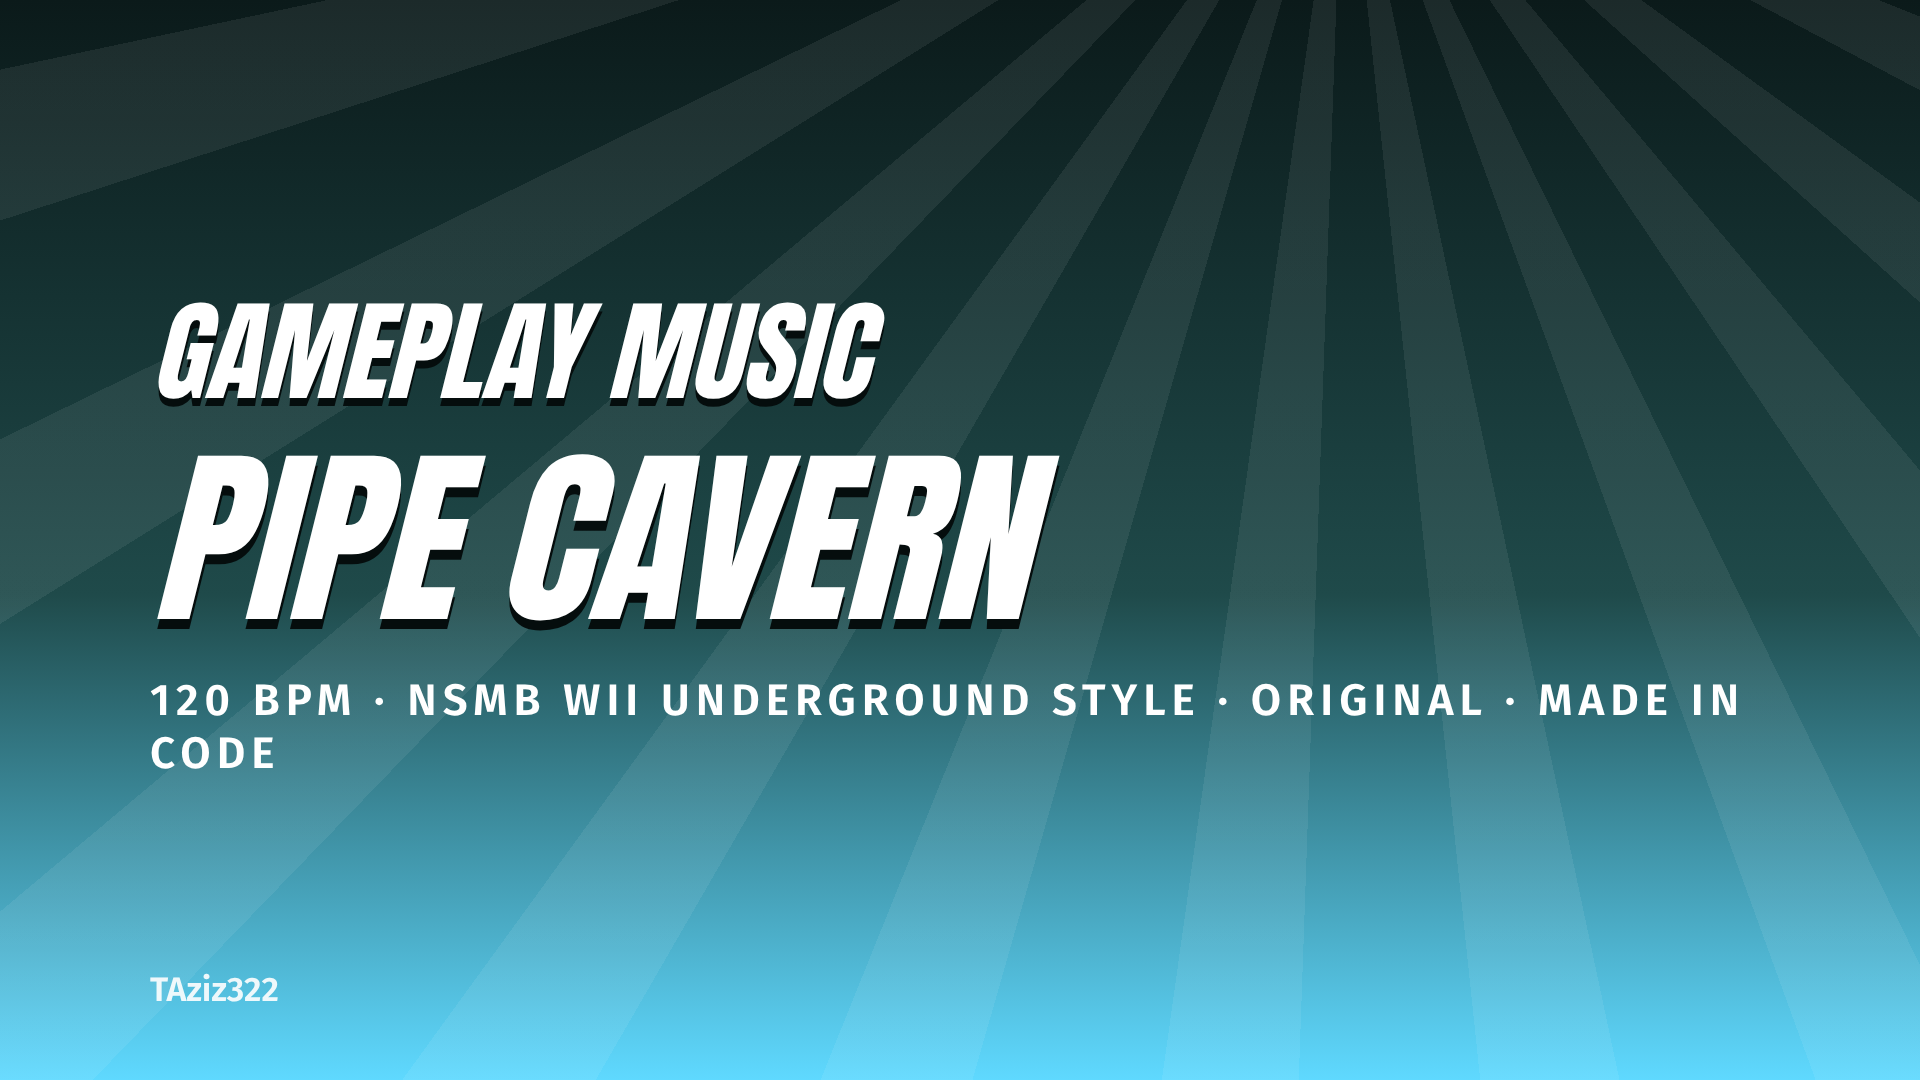 GAMEPLAY MUSIC
PIPE CAVERN
120 BPM · NSMB WII UNDERGROUND STYLE · ORIGINAL · MADE IN
CODE
TAziz322